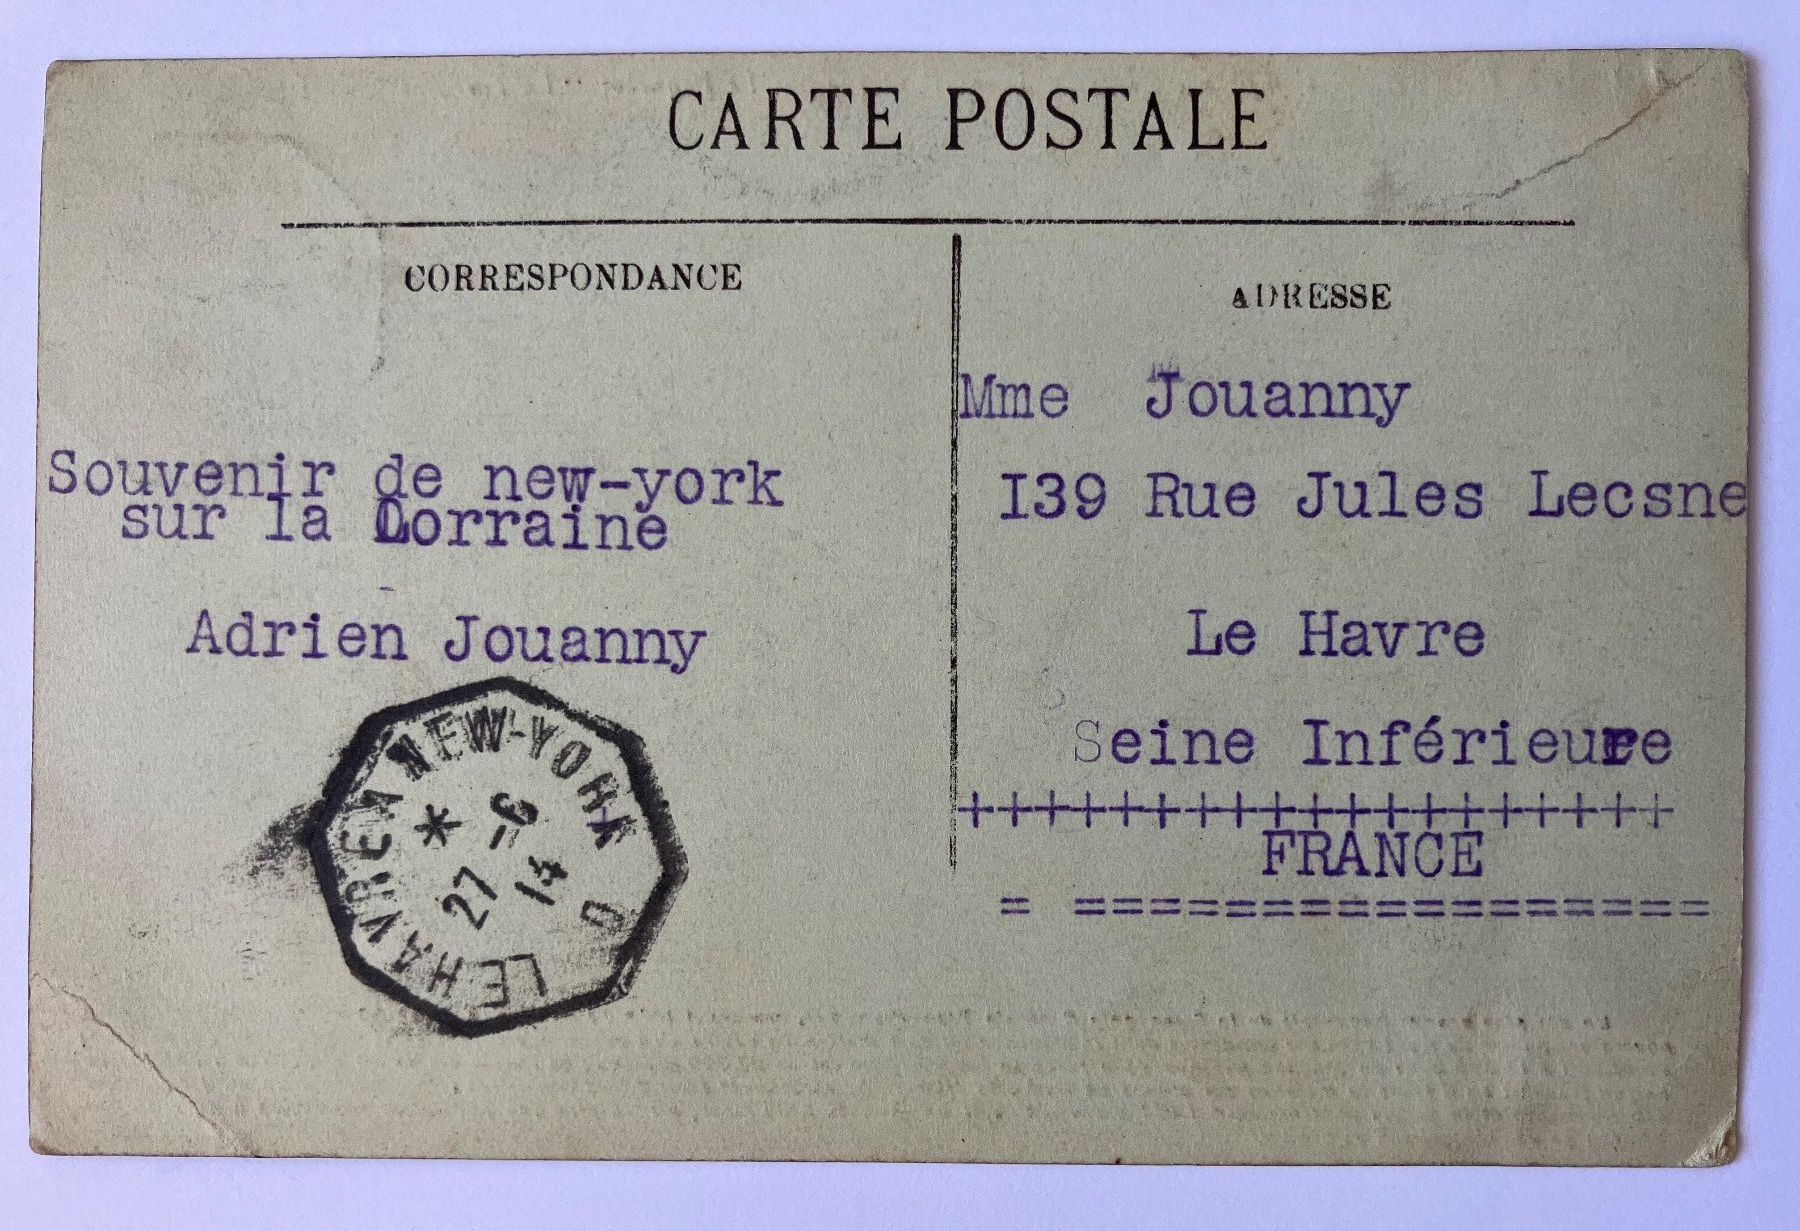 CARTE POSTALE
CORRESPONDANCE
ADRESSE
Souvenir de new-york
sur la Lorraine
Adrien Jouanny
Mme Jouanny
I39 Rue Jules Lecsne
Le Havre
Seine Inférieure
+++++++++++++++++++
FRANCE
= =================
LE HAVRE A NEW-YORK D
* 27 -6 14